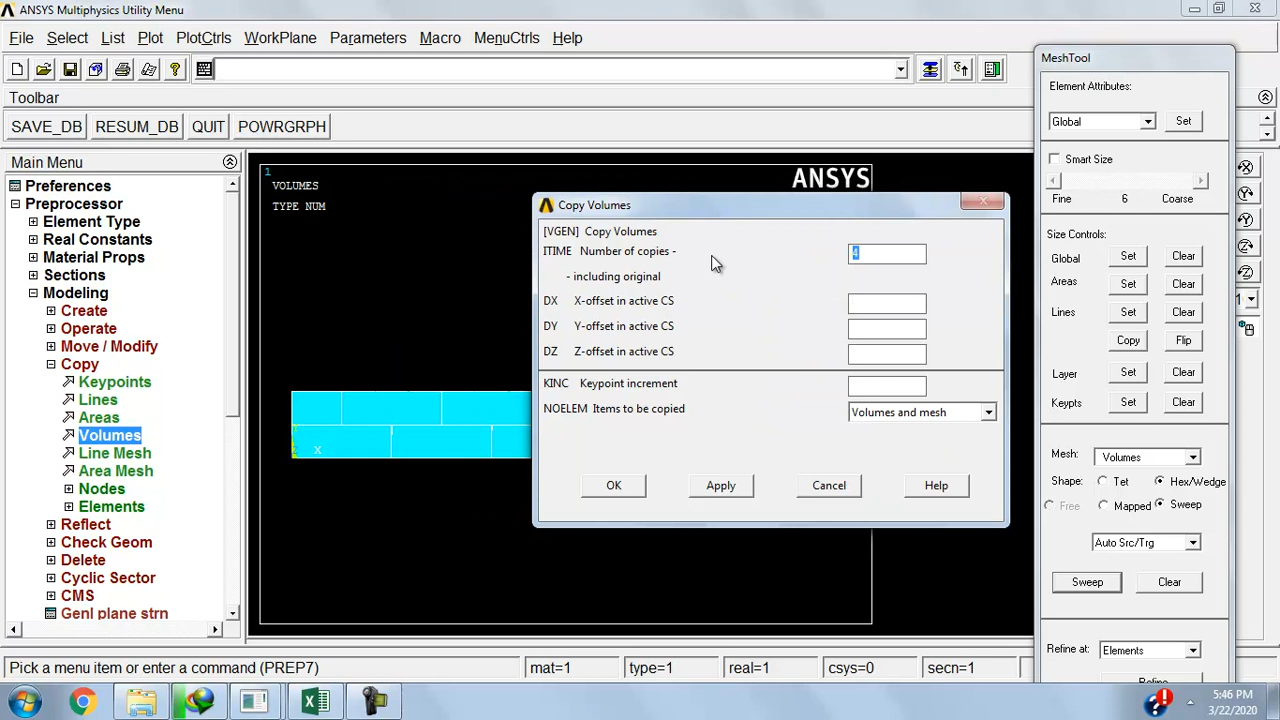 ANSYS Multiphysics Utility Menu
File Select List Plot PlotCtrls WorkPlane Parameters Macro MenuCtrls Help
Toolbar
SAVE_DB RESUM_DB QUIT POWRGRPH
Main Menu
Preferences
Preprocessor
Element Type
Real Constants
Material Props
Sections
Modeling
Create
Operate
Move / Modify
Copy
Keypoints
Lines
Areas
Volumes
Line Mesh
Area Mesh
Nodes
Elements
Reflect
Check Geom
Delete
Cyclic Sector
CMS
Genl plane strn
1
VOLUMES
TYPE NUM
ANSYS
Y
Z X
Copy Volumes
[VGEN] Copy Volumes
ITIME Number of copies - 4
- including original
DX X-offset in active CS
DY Y-offset in active CS
DZ Z-offset in active CS
KINC Keypoint increment
NOELEM Items to be copied Volumes and mesh
OK Apply Cancel Help
MeshTool
Element Attributes:
Global Set
Smart Size
Fine 6 Coarse
Size Controls:
Global Set Clear
Areas Set Clear
Lines Set Clear
Copy Flip
Layer Set Clear
Keypts Set Clear
Mesh: Volumes
Shape: Tet Hex/Wedge
Free Mapped Sweep
Auto Src/Trg
Sweep Clear
Refine at: Elements
Refine
Pick a menu item or enter a command (PREP7) mat=1 type=1 real=1 csys=0 secn=1
5:46 PM
3/22/2020